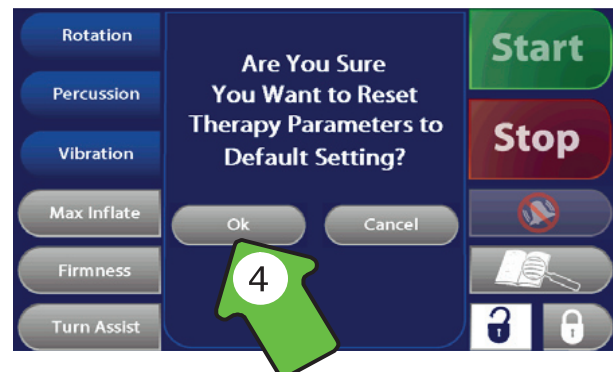 Rotation
Percussion
Vibration
Max Inflate
Firmness
Turn Assist
Are You Sure
You Want to Reset
Therapy Parameters to
Default Setting?
Ok
Cancel
4
Start
Stop